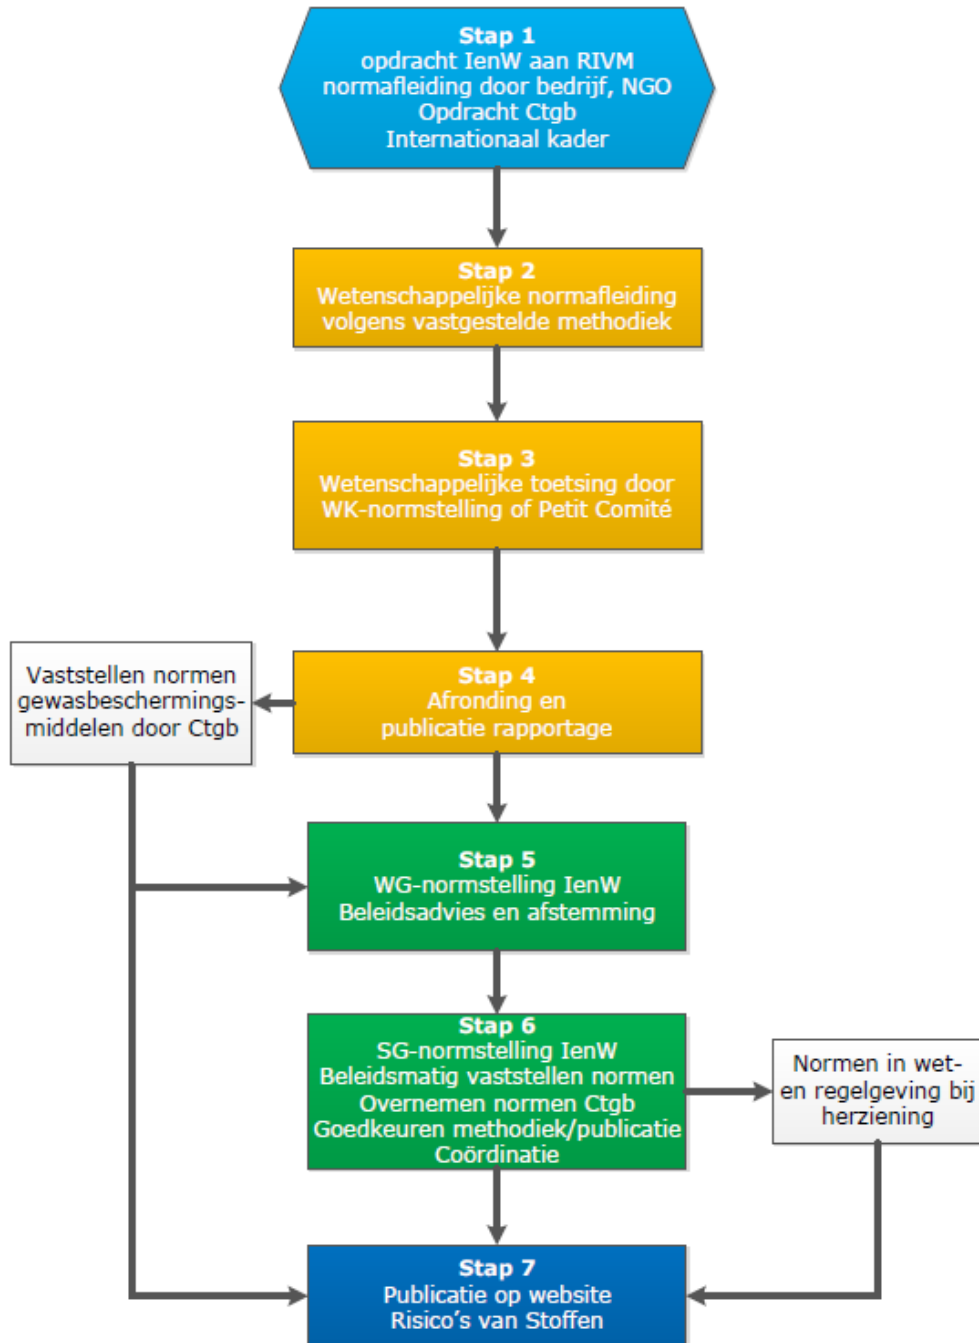 Stap 1
opdracht IenW aan RIVM
normafleiding door bedrijf, NGO
Opdracht Ctgb
Internationaal kader
Stap 2
Wetenschappelijke normafleiding
volgens vastgestelde methodiek
Stap 3
Wetenschappelijke toetsing door
WK-normstelling of Petit Comité
Vaststellen normen
gewasbeschermings-
middelen door Ctgb
Stap 4
Afronding en
publicatie rapportage
Stap 5
WG-normstelling IenW
Beleidsadvies en afstemming
Stap 6
SG-normstelling IenW
Beleidsmatig vaststellen normen
Overnemen normen Ctgb
Goedkeuren methodiek/publicatie
Coördinatie
Normen in wet-
en regelgeving bij
herziening
Stap 7
Publicatie op website
Risico's van Stoffen